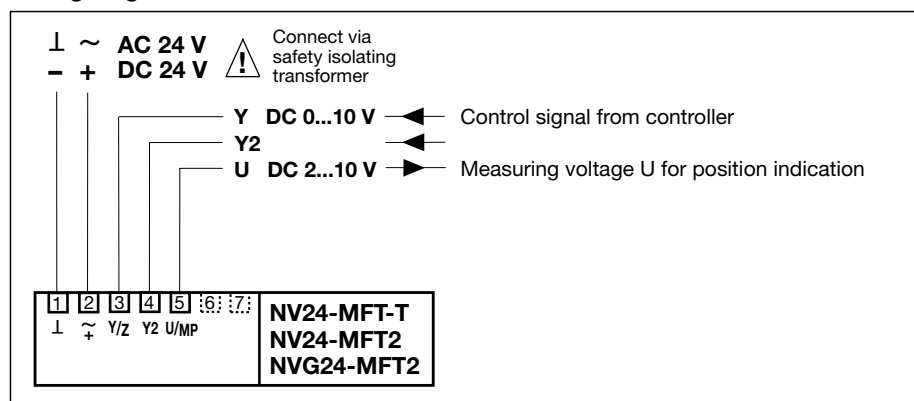 ⊥ ~ AC 24 V
– + DC 24 V
Connect via
safety isolating
transformer
!
Y DC 0...10 V Control signal from controller
Y2
U DC 2...10 V Measuring voltage U for position indication
1 2 3 4 5 6 7
⊥ ~+ Y/Z Y2 U/MP
NV24-MFT-T
NV24-MFT2
NVG24-MFT2